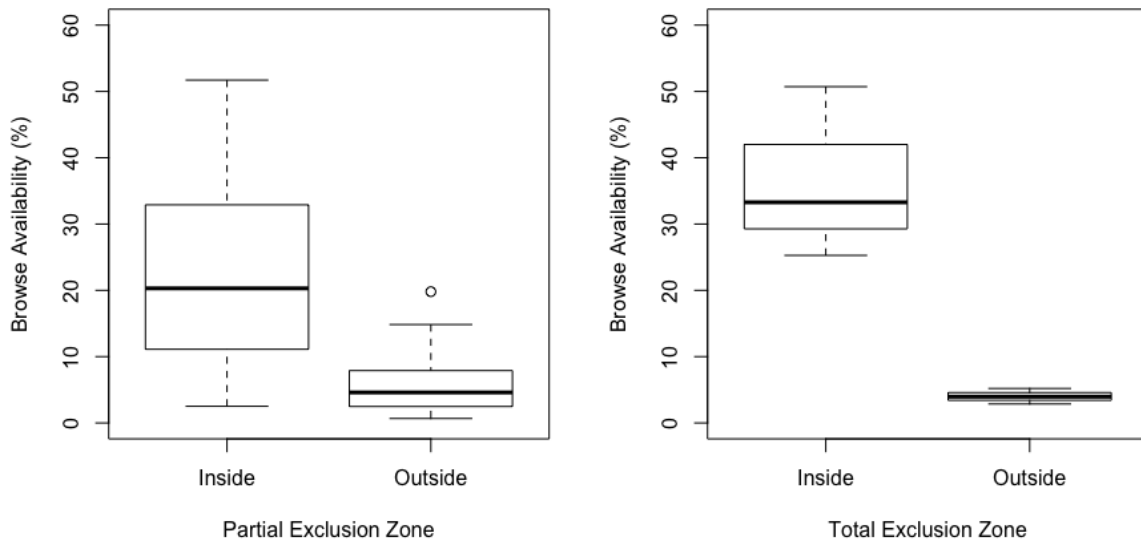 Browse Availability (%)
60
50
40
30
20
10
0
Inside Outside
Partial Exclusion Zone
Browse Availability (%)
60
50
40
30
20
10
0
Inside Outside
Total Exclusion Zone